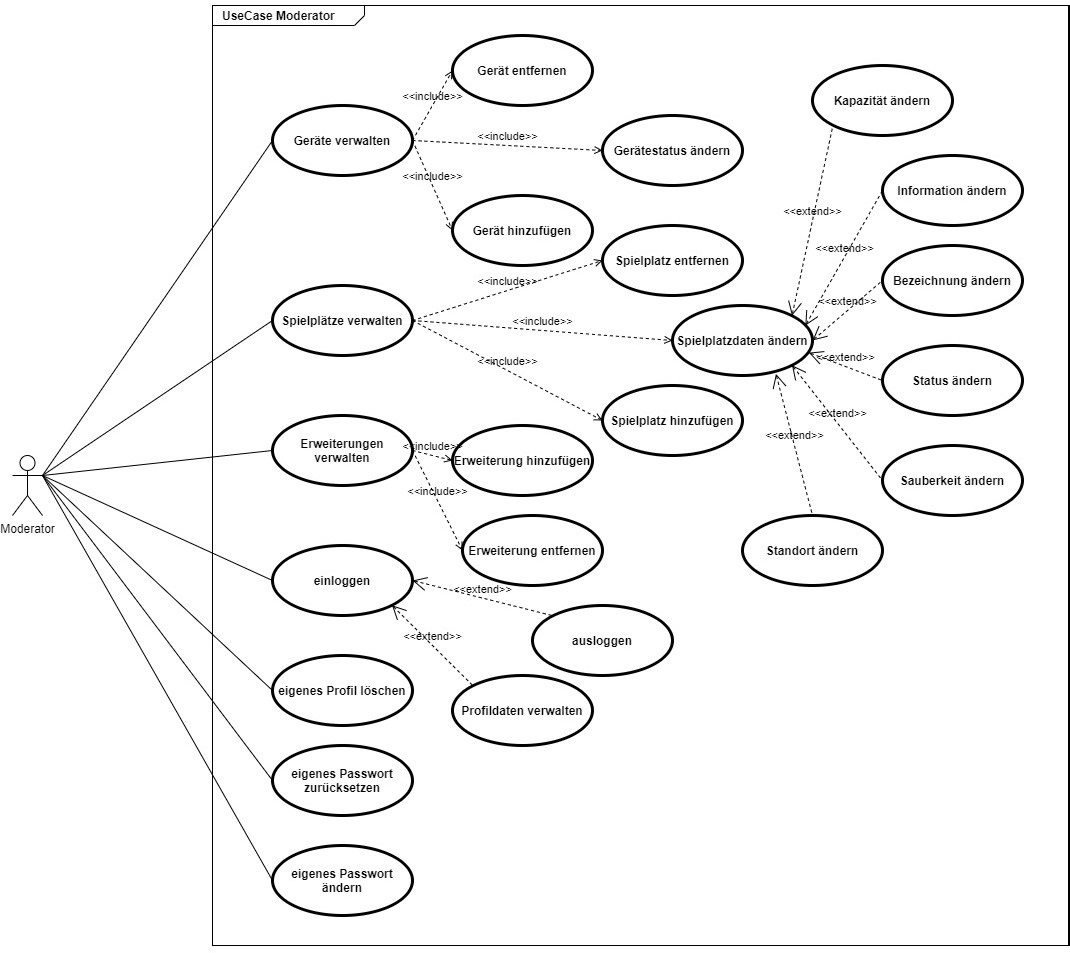 UseCase Moderator
Gerät entfernen
Kapazität ändern
<<include>>
Geräte verwalten
<<include>>
Gerätestatus ändern
<<include>>
Information ändern
<<extend>>
Gerät hinzufügen
<<extend>>
Spielplatz entfernen
<<include>>
Bezeichnung ändern
<<extend>>
Spielplätze verwalten
<<include>>
Spielplatzdaten ändern
<<extend>>
<<include>>
Status ändern
Spielplatz hinzufügen
<<extend>>
<<extend>>
Erweiterungen
verwalten
<<include>>
Erweiterung hinzufügen
<<include>>
Sauberkeit ändern
Moderator
Erweiterung entfernen
Standort ändern
einloggen
<<extend>>
<<extend>>
ausloggen
eigenes Profil löschen
Profildaten verwalten
eigenes Passwort
zurücksetzen
eigenes Passwort
ändern